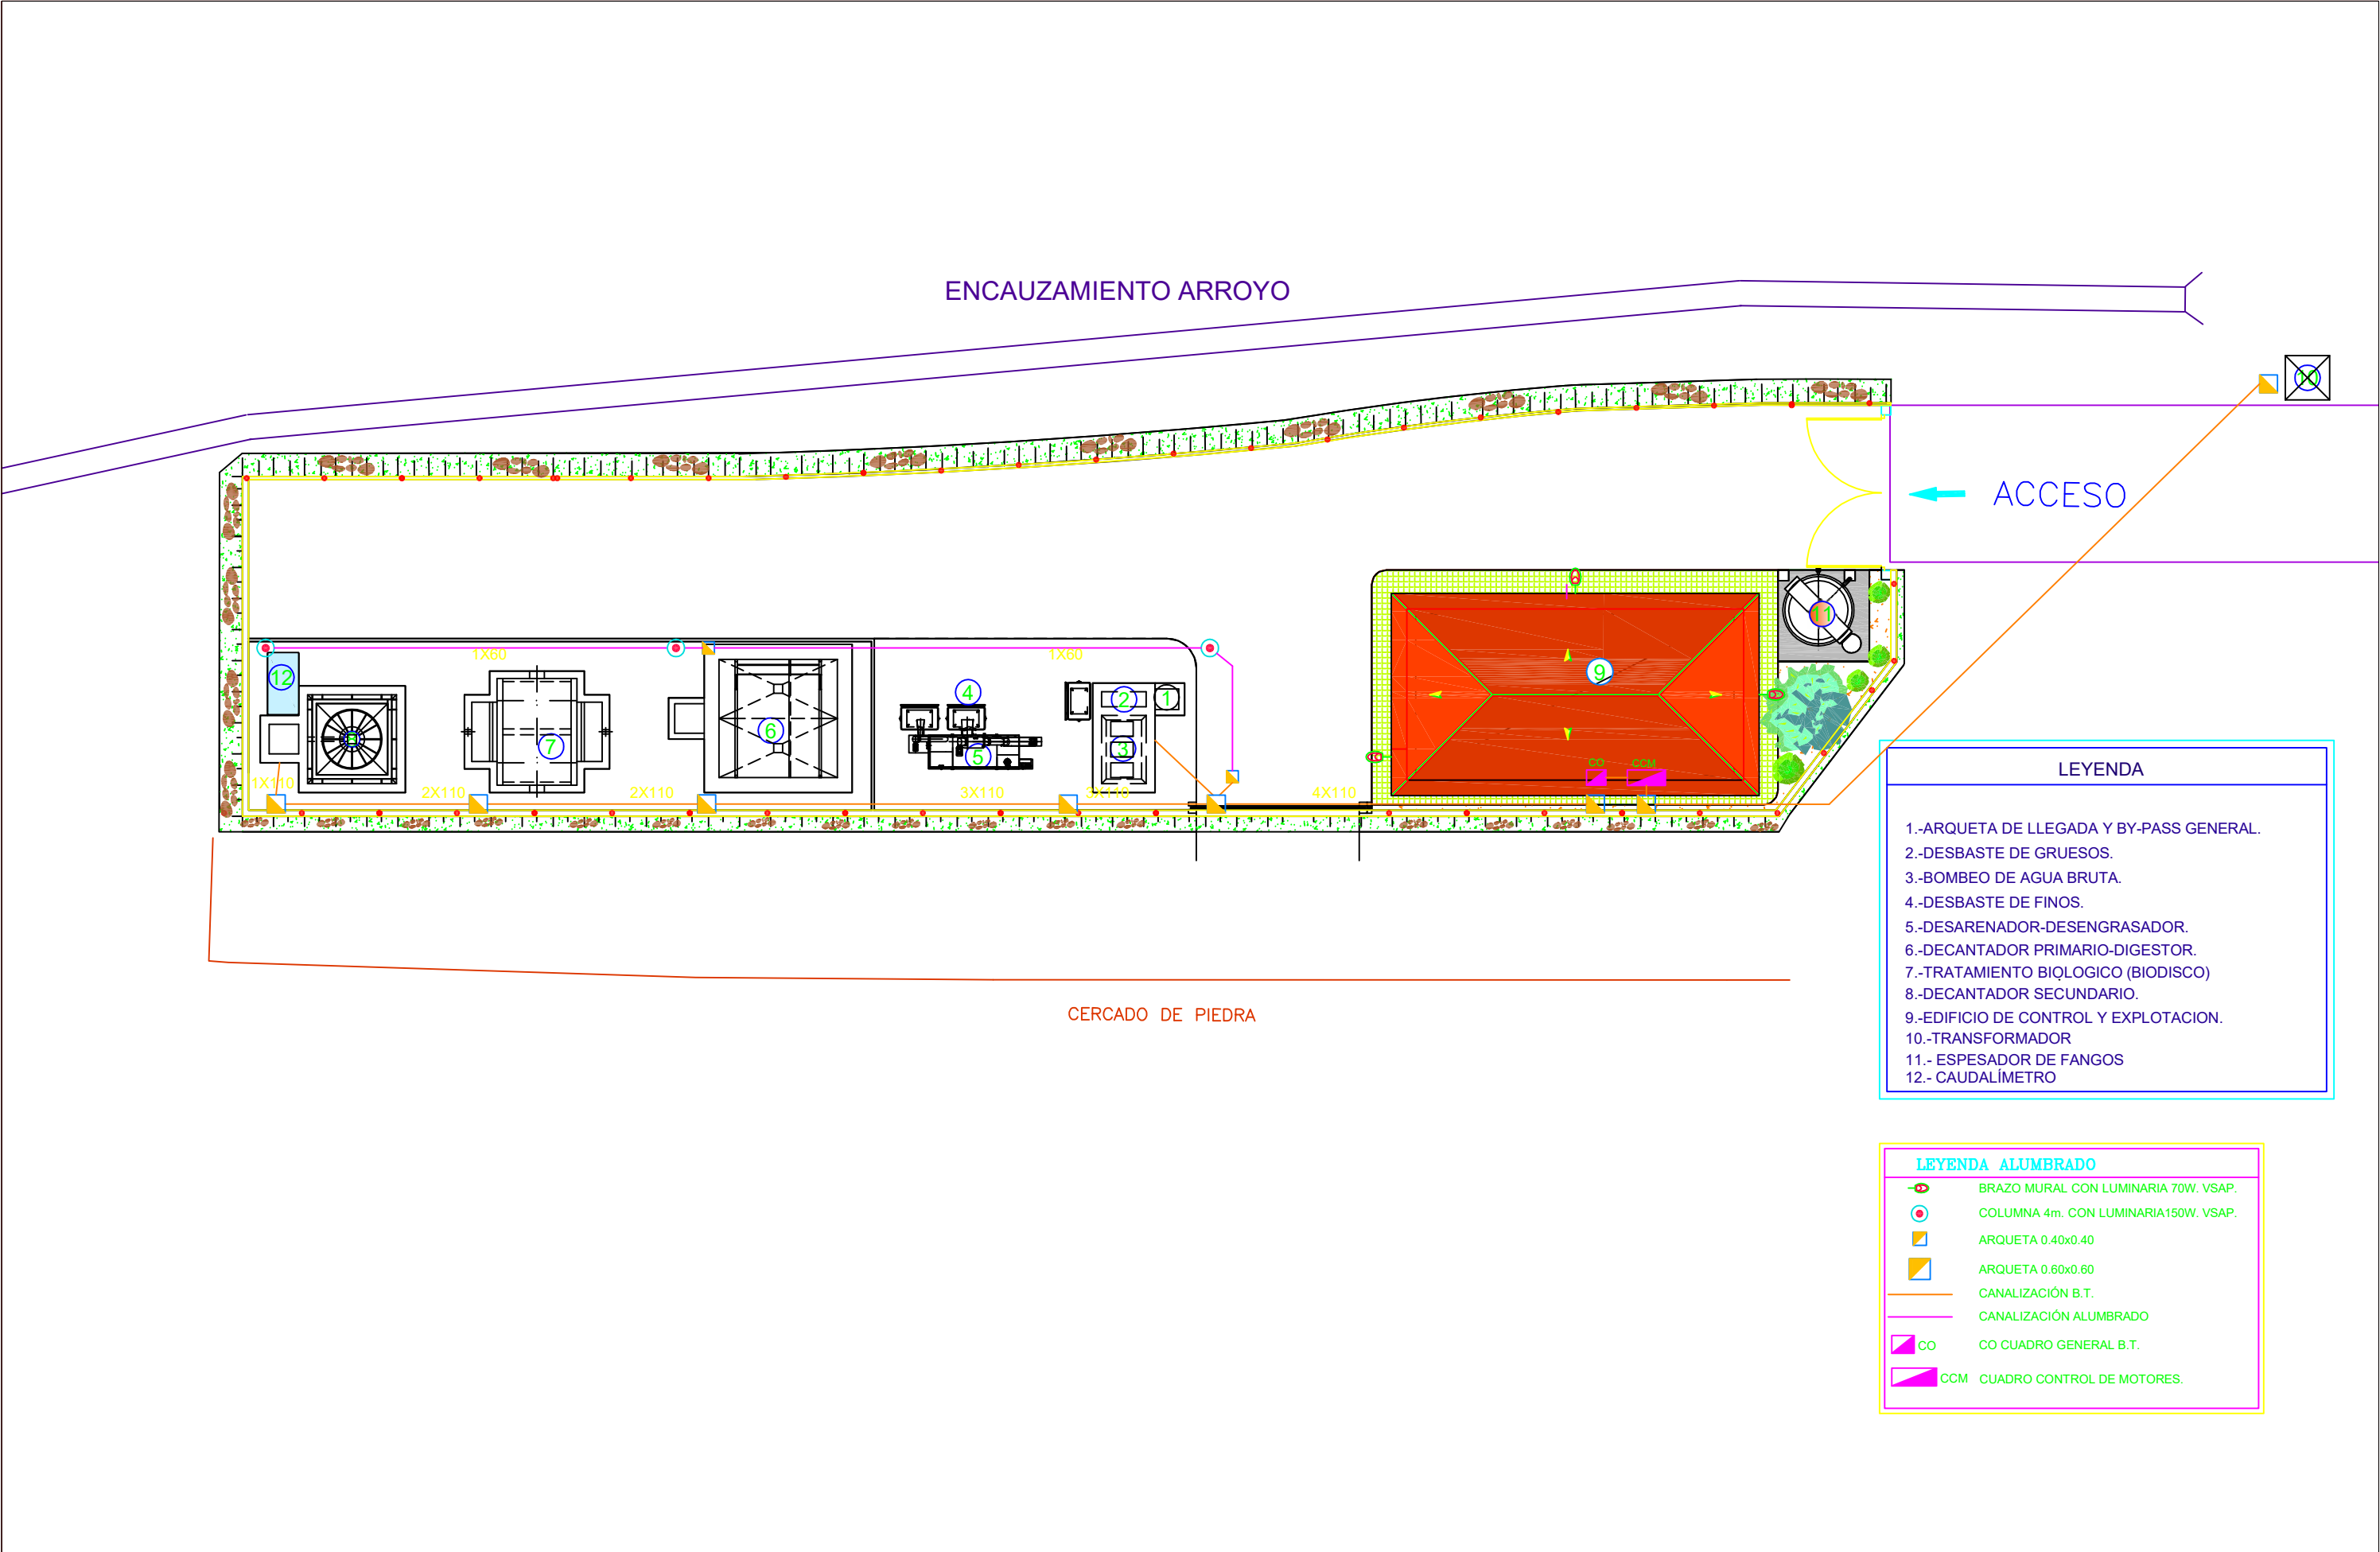 ENCAUZAMIENTO ARROYO
10
ACCESO
11
1X60
1X60
12
9
4
2
1
6
7
8
3
5
CO
CCM
1X110
2X110
2X110
3X110
3X110
4X110
CERCADO DE PIEDRA
LEYENDA
1.-ARQUETA DE LLEGADA Y BY-PASS GENERAL.
2.-DESBASTE DE GRUESOS.
3.-BOMBEO DE AGUA BRUTA.
4.-DESBASTE DE FINOS.
5.-DESARENADOR-DESENGRASADOR.
6.-DECANTADOR PRIMARIO-DIGESTOR.
7.-TRATAMIENTO BIOLOGICO (BIODISCO)
8.-DECANTADOR SECUNDARIO.
9.-EDIFICIO DE CONTROL Y EXPLOTACION.
10.-TRANSFORMADOR
11.- ESPESADOR DE FANGOS
12.- CAUDALÍMETRO
LEYENDA ALUMBRADO
BRAZO MURAL CON LUMINARIA 70W. VSAP.
COLUMNA 4m. CON LUMINARIA150W. VSAP.
ARQUETA 0.40x0.40
ARQUETA 0.60x0.60
CANALIZACIÓN B.T.
CANALIZACIÓN ALUMBRADO
CO CO CUADRO GENERAL B.T.
CCM CUADRO CONTROL DE MOTORES.